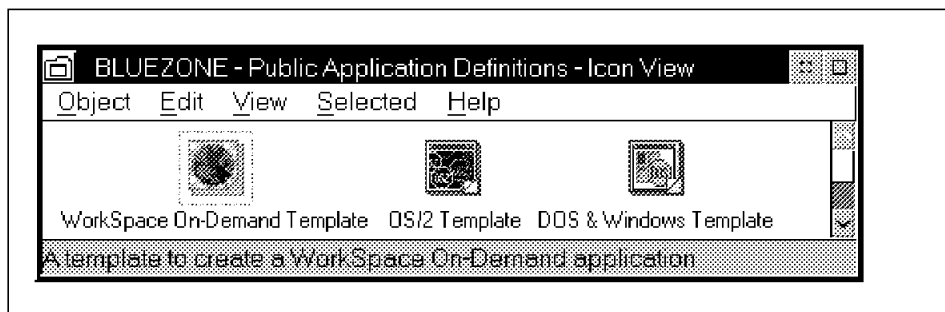 BLUEZONE - Public Application Definitions - Icon View
Object Edit View Selected Help
WorkSpace On-Demand Template OS/2 Template DOS & Windows Template
A template to create a WorkSpace On-Demand application